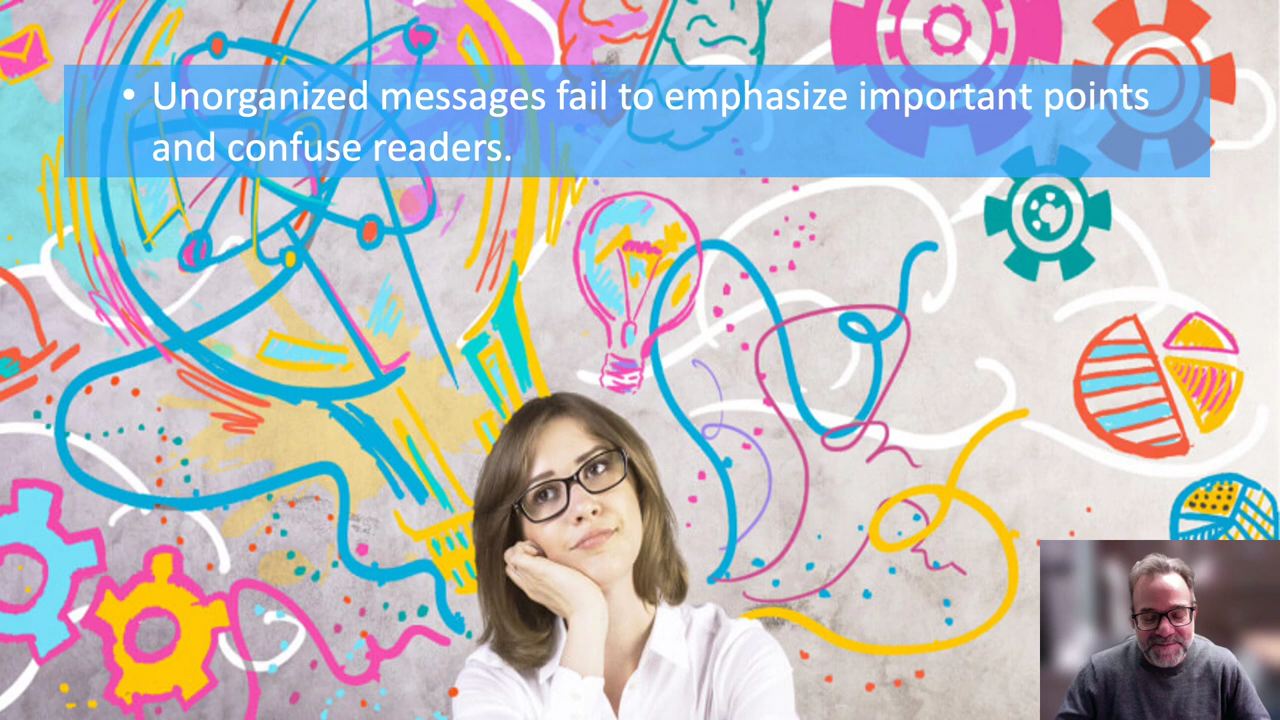 • Unorganized messages fail to emphasize important points
and confuse readers.